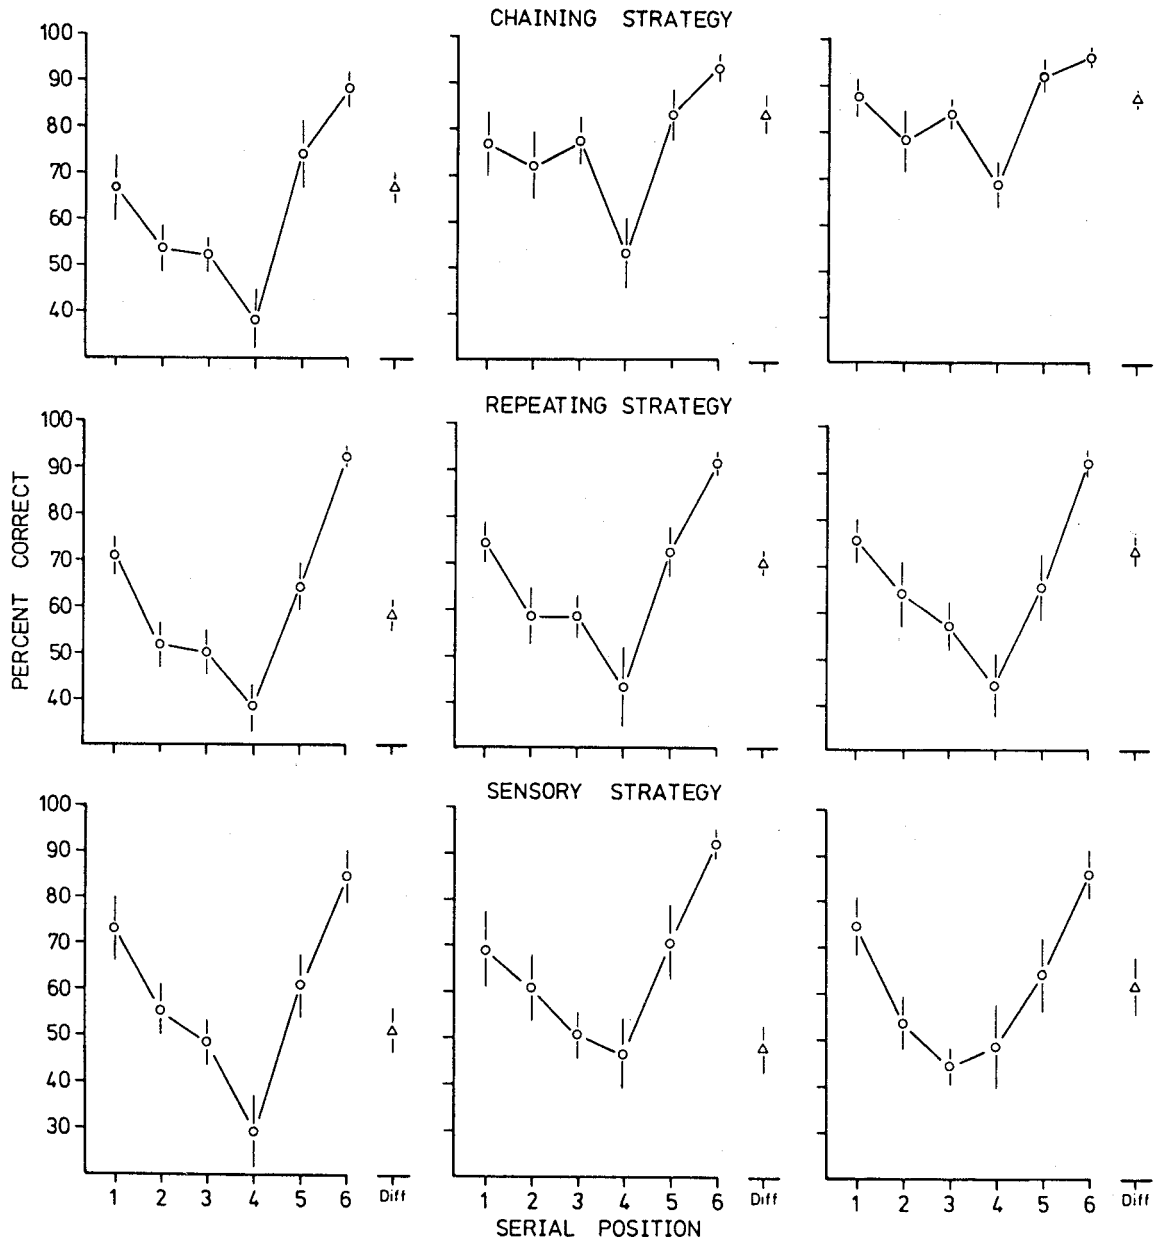 CHAINING STRATEGY
100
90
80
70
60
50
40
REPEATING STRATEGY
100
90
80
70
60
50
40
PERCENT CORRECT
SENSORY STRATEGY
100
90
80
70
60
50
40
30
1 2 3 4 5 6 Diff
1 2 3 4 5 6 Diff
1 2 3 4 5 6 Diff
SERIAL POSITION